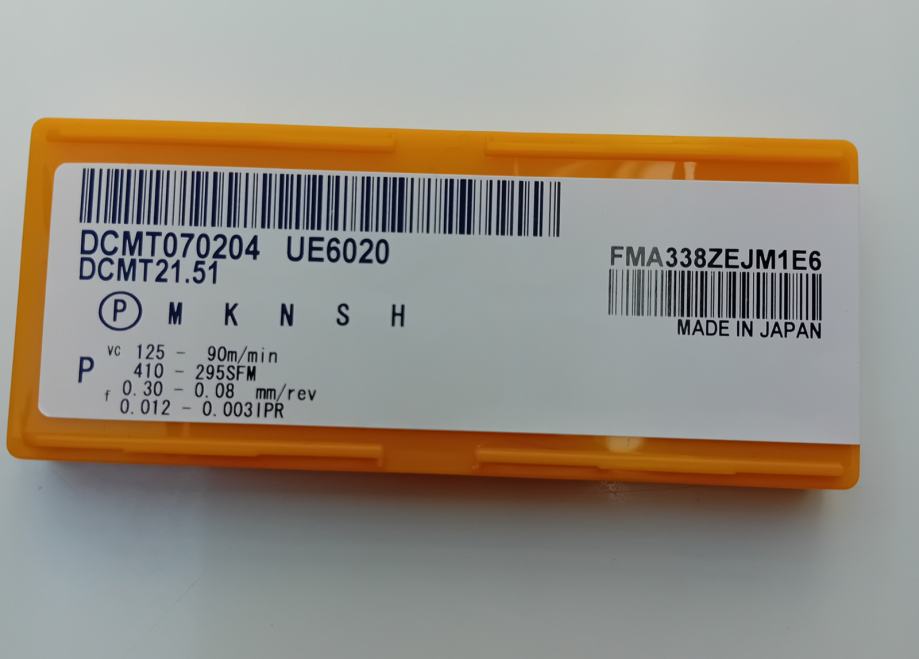 DCMT070204 UE6020
DCMT21.51
P M K N S H
P
vc 125 - 90m/min
410 - 295SFM
f 0.30 - 0.08 mm/rev
0.012 - 0.003IPR
FMA338ZEJM1E6
MADE IN JAPAN